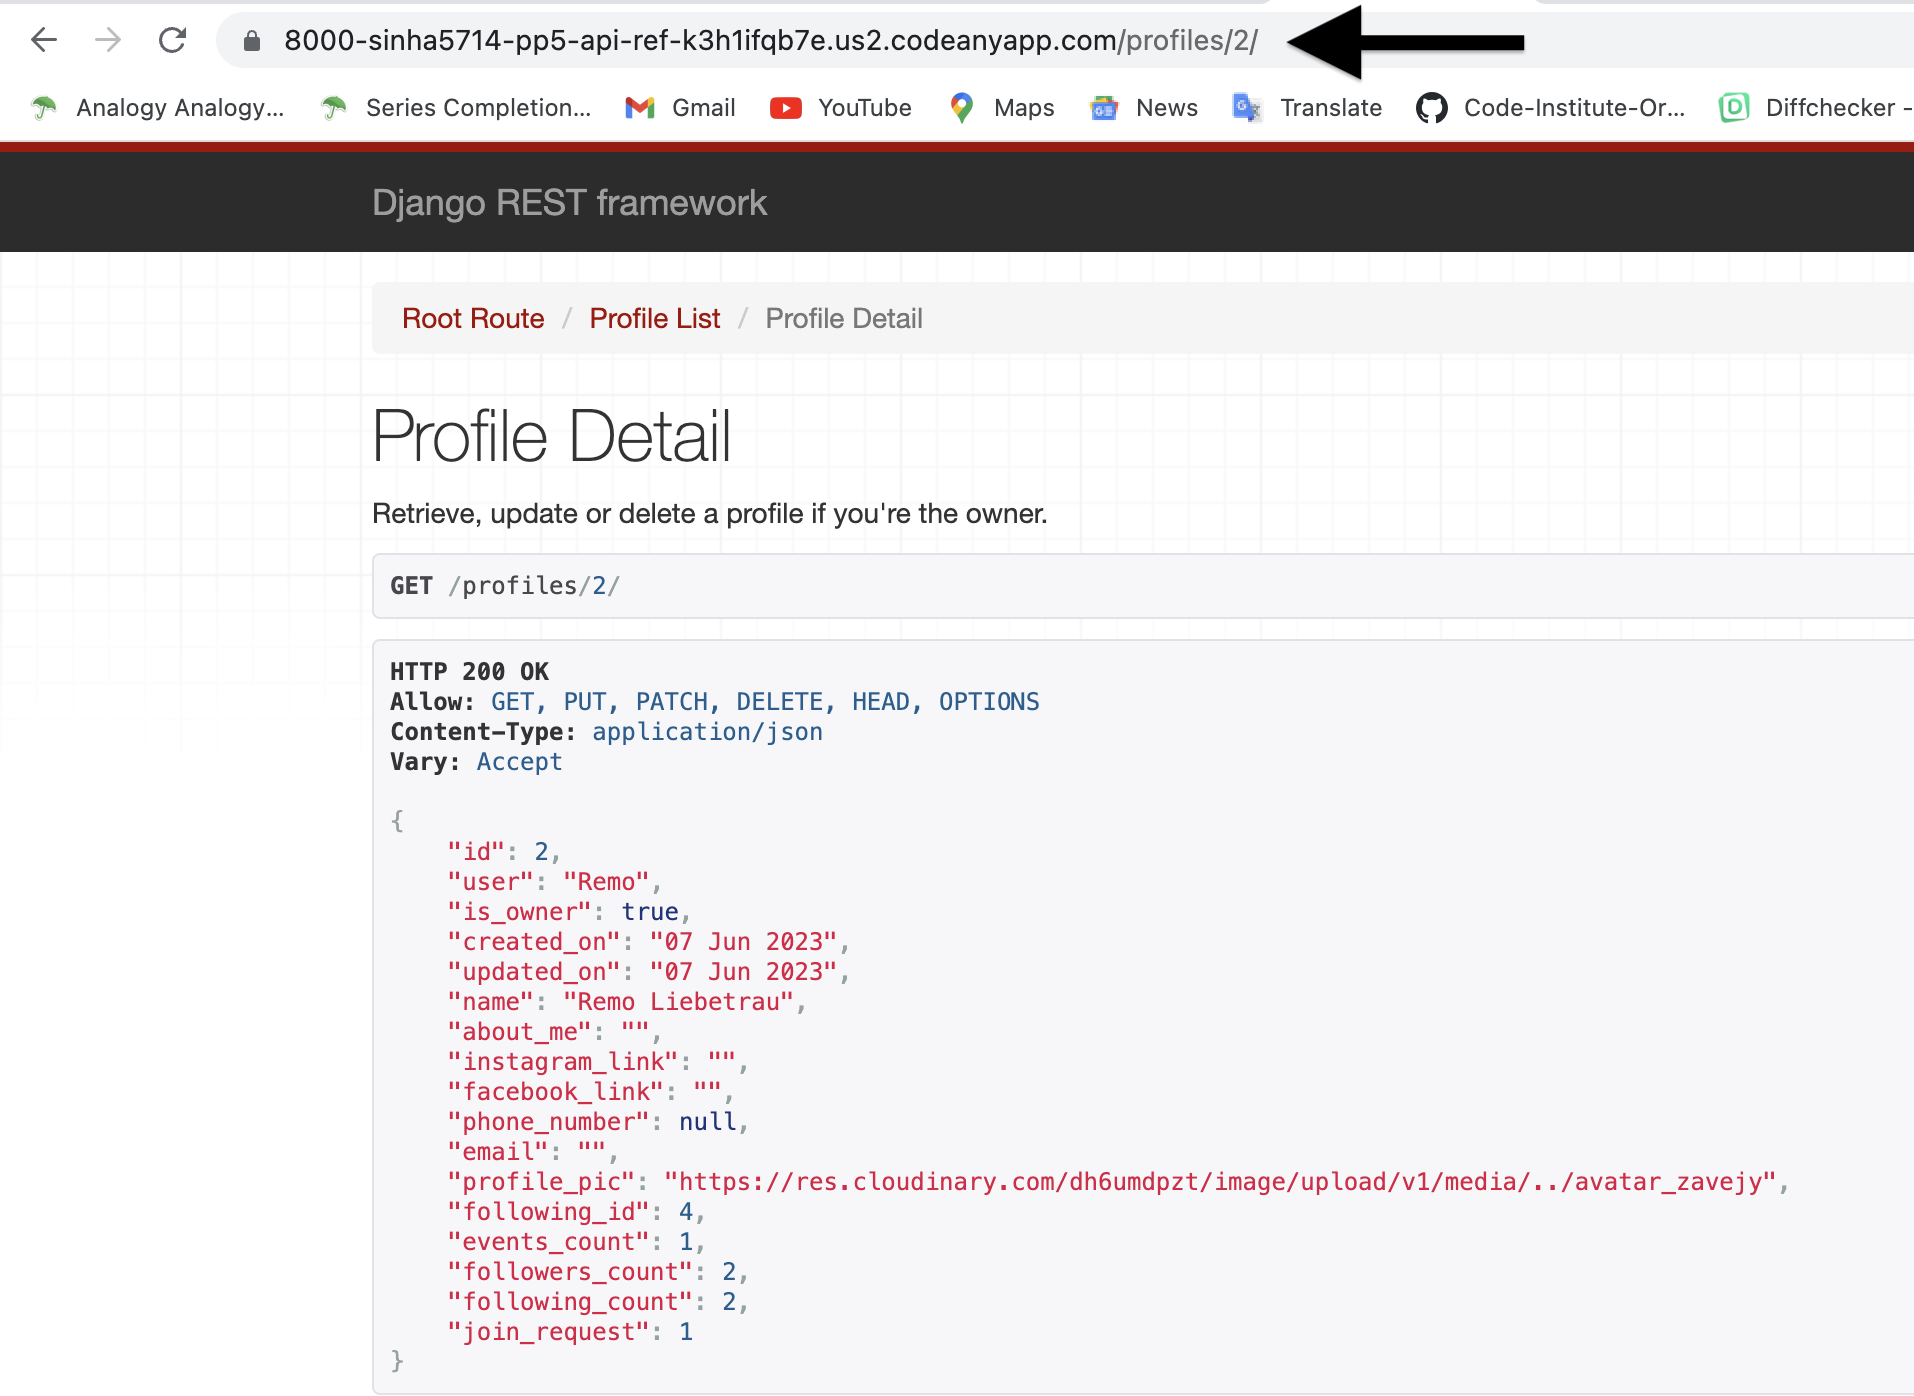 8000-sinha5714-pp5-api-ref-k3h1ifqb7e.us2.codeanyapp.com/profiles/2/
Analogy Analogy... Series Completion... Gmail YouTube Maps News Translate Code-Institute-Or... Diffchecker -
Django REST framework
Root Route / Profile List / Profile Detail
Profile Detail
Retrieve, update or delete a profile if you're the owner.
GET /profiles/2/
HTTP 200 OK
Allow: GET, PUT, PATCH, DELETE, HEAD, OPTIONS
Content-Type: application/json
Vary: Accept
{
    "id": 2,
    "user": "Remo",
    "is_owner": true,
    "created_on": "07 Jun 2023",
    "updated_on": "07 Jun 2023",
    "name": "Remo Liebetrau",
    "about_me": "",
    "instagram_link": "",
    "facebook_link": "",
    "phone_number": null,
    "email": "",
    "profile_pic": "https://res.cloudinary.com/dh6umdpzt/image/upload/v1/media/../avatar_zavejy",
    "following_id": 4,
    "events_count": 1,
    "followers_count": 2,
    "following_count": 2,
    "join_request": 1
}